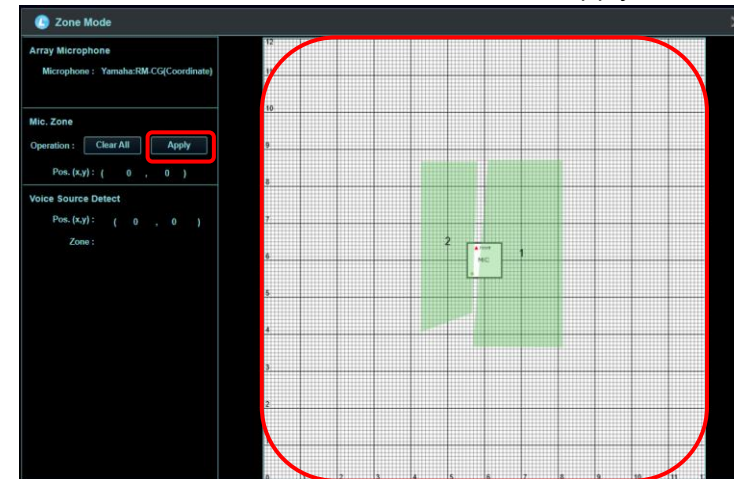 Zone Mode
Array Microphone
Microphone : Yamaha:RM-CG(Coordinate)
Mic. Zone
Operation : Clear All Apply
Pos. (x,y) : ( 0 , 0 )
Voice Source Detect
Pos. (x,y) : ( 0 , 0 )
Zone :
12
10
9
8
7
6
5
4
3
2
2
1
MIC
0 1 2 3 4 5 6 7 8 9 10 11